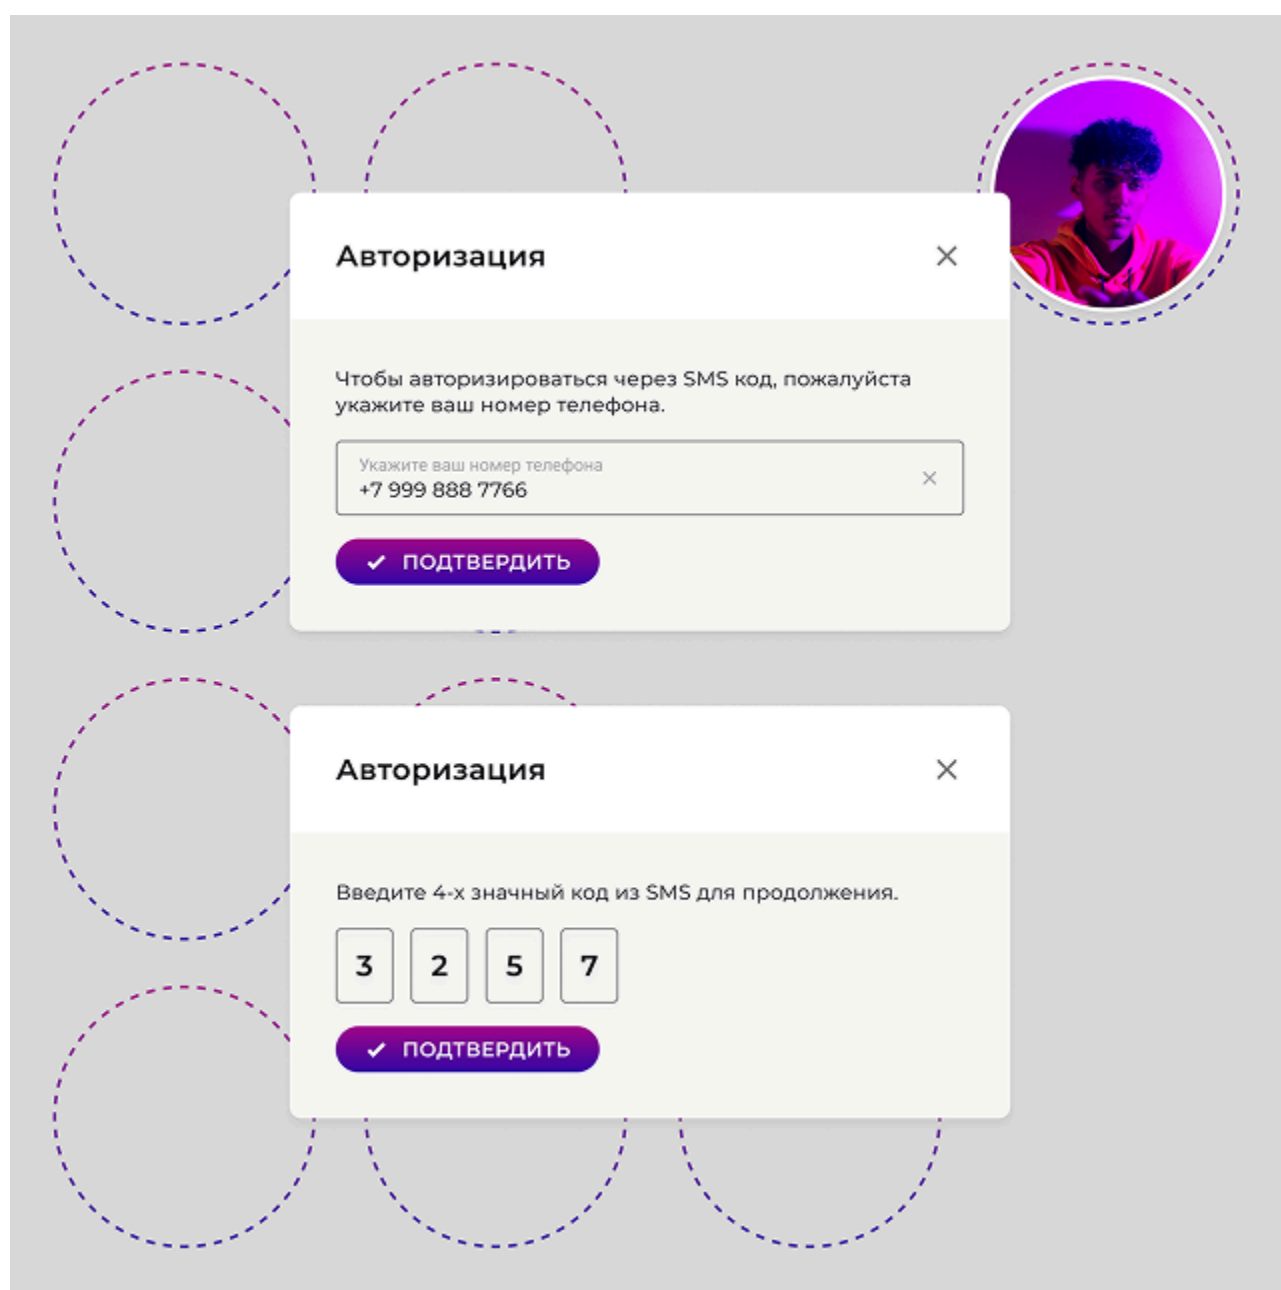 Авторизация
Чтобы авторизироваться через SMS код, пожалуйста
укажите ваш номер телефона.
Укажите ваш номер телефона
+7 999 888 7766
ПОДТВЕРДИТЬ
Авторизация
Введите 4-х значный код из SMS для продолжения.
3 2 5 7
ПОДТВЕРДИТЬ